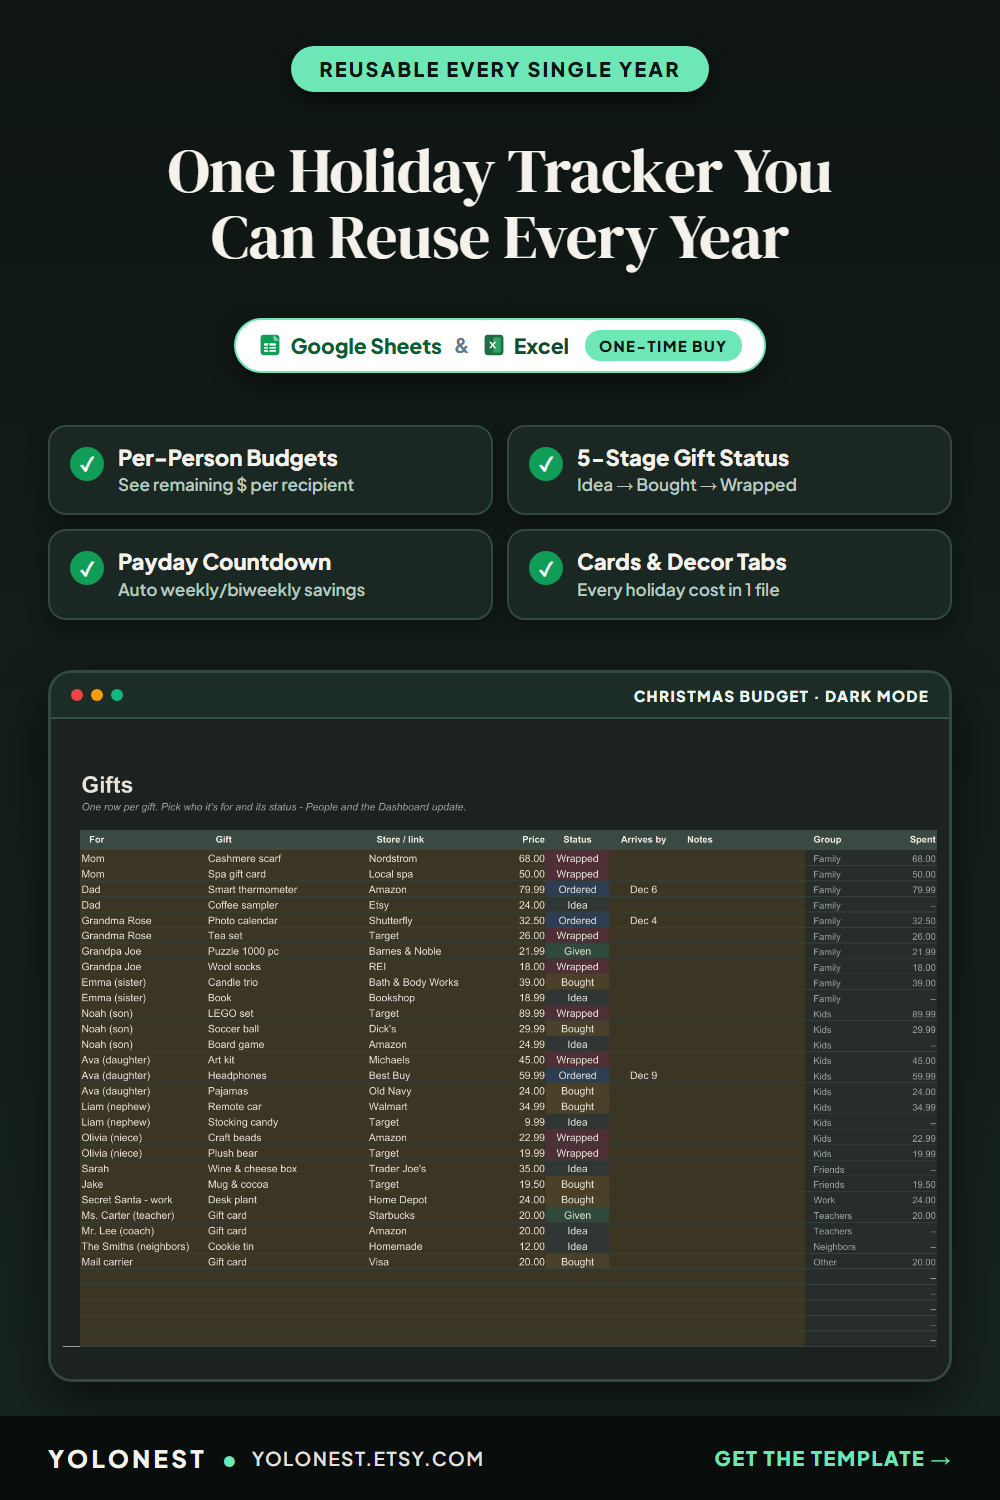 REUSABLE EVERY SINGLE YEAR
One Holiday Tracker You
Can Reuse Every Year
Google Sheets & Excel ONE-TIME BUY
Per-Person Budgets
See remaining $ per recipient
5-Stage Gift Status
Idea → Bought → Wrapped
Payday Countdown
Auto weekly/biweekly savings
Cards & Decor Tabs
Every holiday cost in 1 file
CHRISTMAS BUDGET · DARK MODE
Gifts
One row per gift. Pick who it's for and its status - People and the Dashboard update.
For Gift Store / link Price Status Arrives by Notes Group Spent
Mom Cashmere scarf Nordstrom 68.00 Wrapped Family 68.00
Mom Spa gift card Local spa 50.00 Wrapped Family 50.00
Dad Smart thermometer Amazon 79.99 Ordered Dec 6 Family 79.99
Dad Coffee sampler Etsy 24.00 Idea Family –
Grandma Rose Photo calendar Shutterfly 32.50 Ordered Dec 4 Family 32.50
Grandma Rose Tea set Target 26.00 Wrapped Family 26.00
Grandpa Joe Puzzle 1000 pc Barnes & Noble 21.99 Given Family 21.99
Grandpa Joe Wool socks REI 18.00 Wrapped Family 18.00
Emma (sister) Candle trio Bath & Body Works 39.00 Bought Family 39.00
Emma (sister) Book Bookshop 18.99 Idea Family –
Noah (son) LEGO set Target 89.99 Wrapped Kids 89.99
Noah (son) Soccer ball Dick's 29.99 Bought Kids 29.99
Noah (son) Board game Amazon 24.99 Idea Kids –
Ava (daughter) Art kit Michaels 45.00 Wrapped Kids 45.00
Ava (daughter) Headphones Best Buy 59.99 Ordered Dec 9 Kids 59.99
Ava (daughter) Pajamas Old Navy 24.00 Bought Kids 24.00
Liam (nephew) Remote car Walmart 34.99 Bought Kids 34.99
Liam (nephew) Stocking candy Target 9.99 Idea Kids –
Olivia (niece) Craft beads Amazon 22.99 Wrapped Kids 22.99
Olivia (niece) Plush bear Target 19.99 Wrapped Kids 19.99
Sarah Wine & cheese box Trader Joe's 35.00 Idea Friends –
Jake Mug & cocoa Target 19.50 Bought Friends 19.50
Secret Santa - work Desk plant Home Depot 24.00 Bought Work 24.00
Ms. Carter (teacher) Gift card Starbucks 20.00 Given Teachers 20.00
Mr. Lee (coach) Gift card Amazon 20.00 Idea Teachers –
The Smiths (neighbors) Cookie tin Homemade 12.00 Idea Neighbors –
Mail carrier Gift card Visa 20.00 Bought Other 20.00
–
–
–
–
–
YOLONEST • YOLONEST.ETSY.COM
GET THE TEMPLATE →